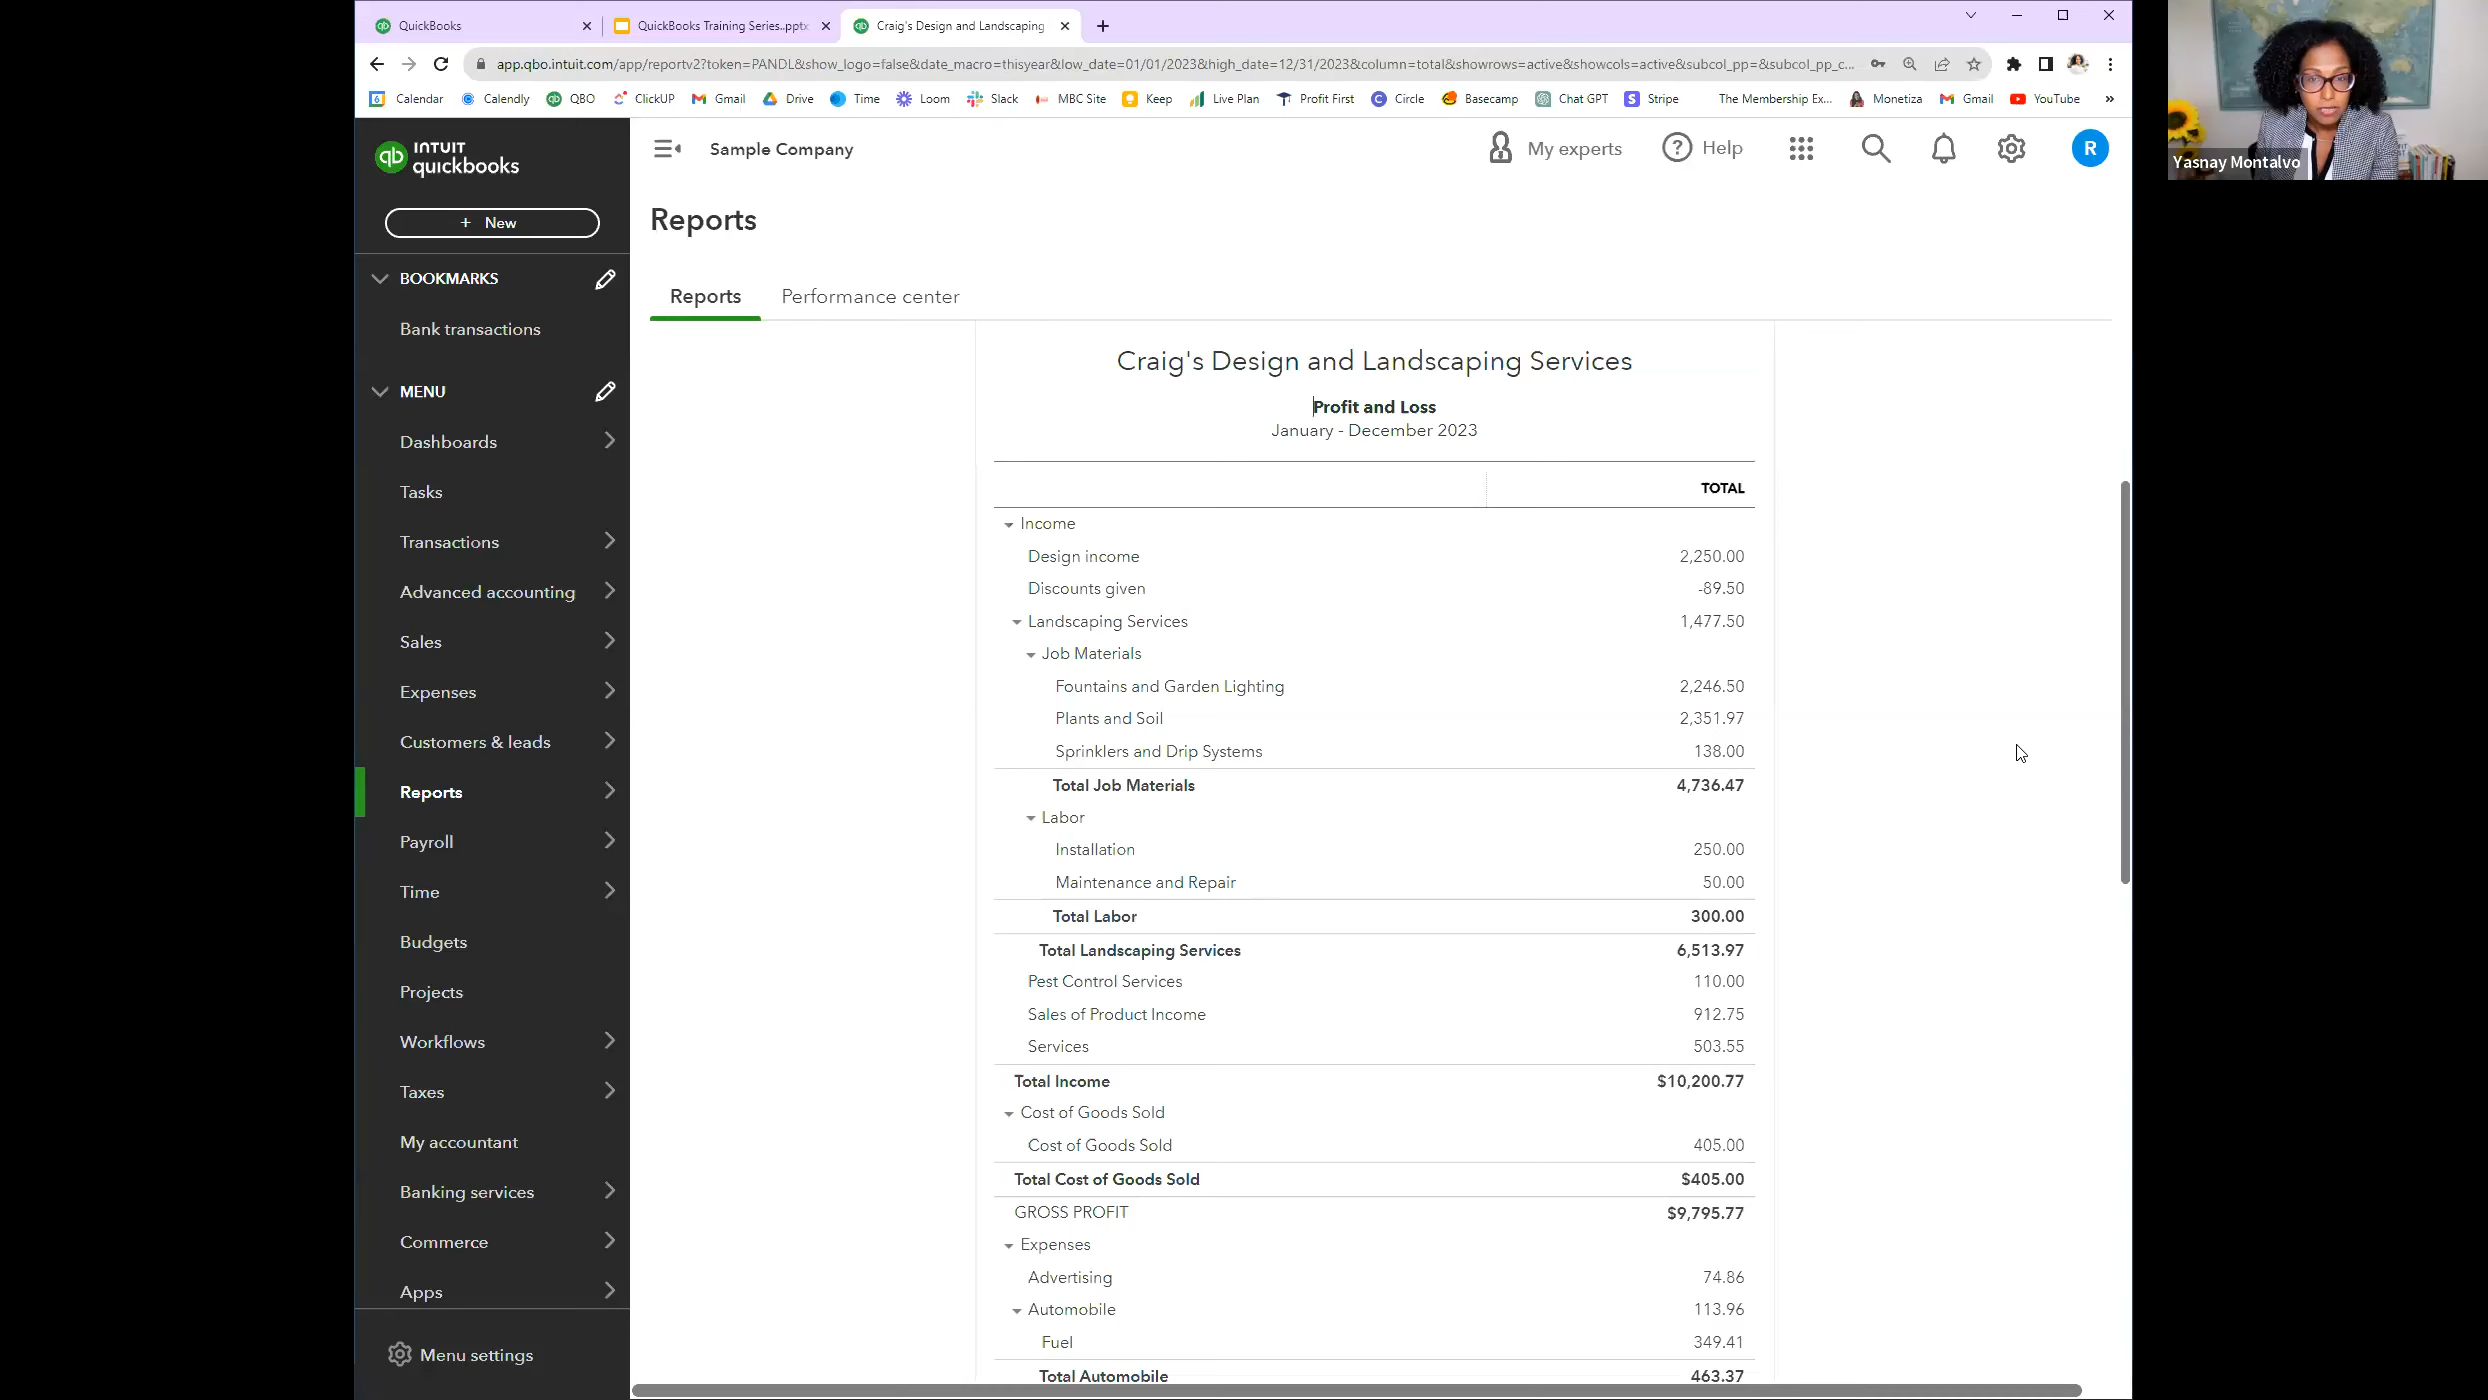 QuickBooks
QuickBooks Training Series..pptx
Craig's Design and Landscaping
app.qbo.intuit.com/app/reportv2?token=PANDL&show_logo=false&date_macro=thisyear&low_date=01/01/2023&high_date=12/31/2023&column=total&showrows=active&showcols=active&subcol_pp=&subcol_pp_c...
6 Calendar Calendly QBO ClickUP Gmail Drive Time Loom Slack MBC Site Keep Live Plan Profit First Circle Basecamp Chat GPT Stripe The Membership Ex... Monetiza Gmail YouTube »
Yasnay Montalvo
qb INTUIT
quickbooks
Sample Company
My experts
? Help
R
+ New
Reports
BOOKMARKS
Bank transactions
Reports
Performance center
MENU
Dashboards
Tasks
Transactions
Advanced accounting
Sales
Expenses
Customers & leads
Reports
Payroll
Time
Budgets
Projects
Workflows
Taxes
My accountant
Banking services
Commerce
Apps
Menu settings
Craig's Design and Landscaping Services
Profit and Loss
January - December 2023
TOTAL
Income
Design income 2,250.00
Discounts given -89.50
Landscaping Services 1,477.50
Job Materials
Fountains and Garden Lighting 2,246.50
Plants and Soil 2,351.97
Sprinklers and Drip Systems 138.00
Total Job Materials 4,736.47
Labor
Installation 250.00
Maintenance and Repair 50.00
Total Labor 300.00
Total Landscaping Services 6,513.97
Pest Control Services 110.00
Sales of Product Income 912.75
Services 503.55
Total Income $10,200.77
Cost of Goods Sold
Cost of Goods Sold 405.00
Total Cost of Goods Sold $405.00
GROSS PROFIT $9,795.77
Expenses
Advertising 74.86
Automobile 113.96
Fuel 349.41
Total Automobile 463.37